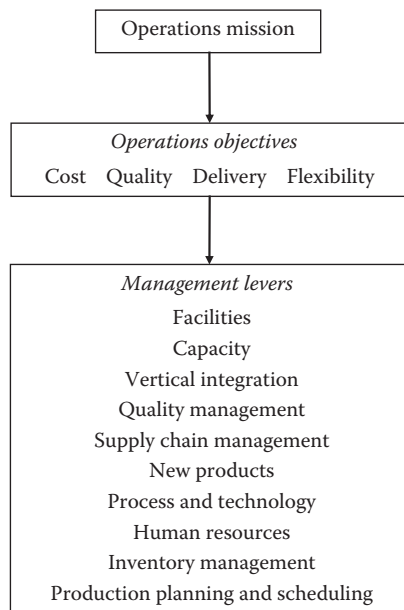 Operations mission
Operations objectives
Cost Quality Delivery Flexibility
Management levers
Facilities
Capacity
Vertical integration
Quality management
Supply chain management
New products
Process and technology
Human resources
Inventory management
Production planning and scheduling